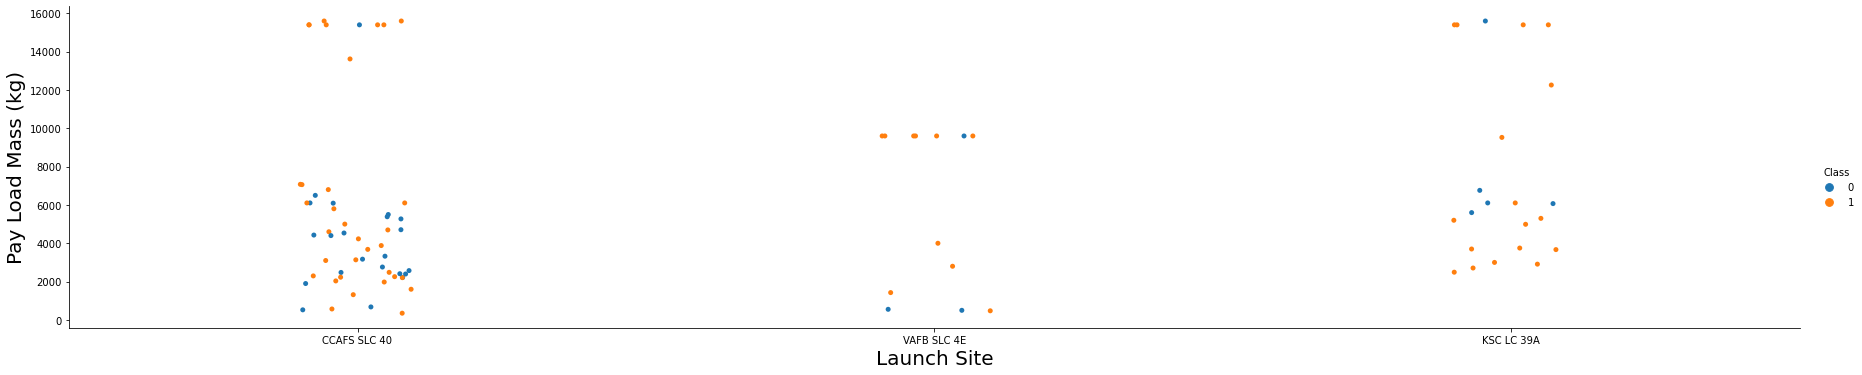 Pay Load Mass (kg)
16000
14000
12000
10000
8000
6000
4000
2000
0
CCAFS SLC 40
VAFB SLC 4E
KSC LC 39A
Launch Site
Class
0
1